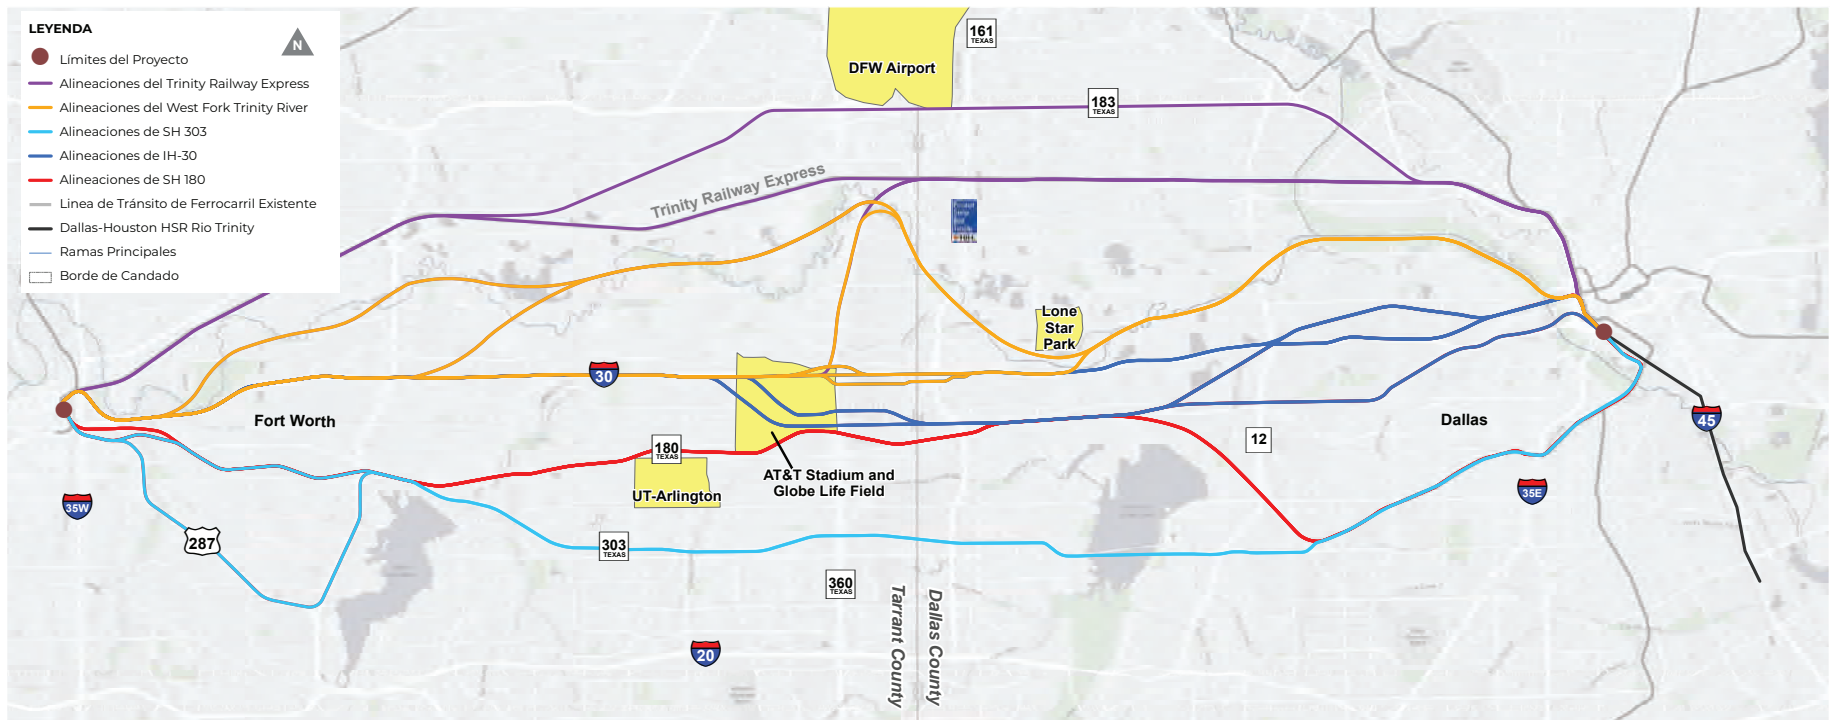 LEYENDA
N
Límites del Proyecto
Alineaciones del Trinity Railway Express
Alineaciones del West Fork Trinity River
Alineaciones de SH 303
Alineaciones de IH-30
Alineaciones de SH 180
Linea de Tránsito de Ferrocarril Existente
Dallas-Houston HSR Rio Trinity
Ramas Principales
Borde de Candado
161
TEXAS
DFW Airport
183
TEXAS
Trinity Railway Express
Lone
Star
Park
30
Fort Worth
Dallas
45
12
180
TEXAS
AT&T Stadium and
Globe Life Field
UT-Arlington
35W
35E
287
303
TEXAS
360
TEXAS
Tarrant County
Dallas County
20